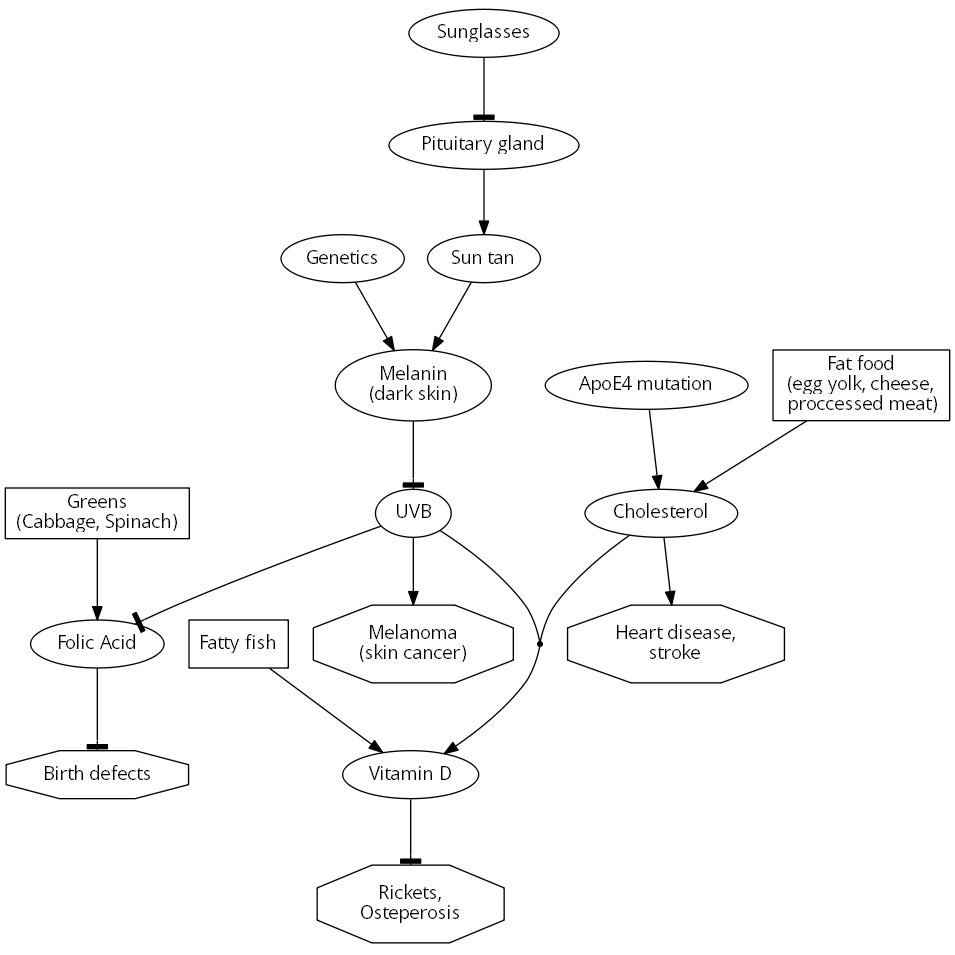 Sunglasses
Pituitary gland
Genetics
Sun tan
Melanin
(dark skin)
ApoE4 mutation
Fat food
(egg yolk, cheese,
proccessed meat)
Greens
(Cabbage, Spinach)
UVB
Cholesterol
Folic Acid
Fatty fish
Melanoma
(skin cancer)
Heart disease,
stroke
Birth defects
Vitamin D
Rickets,
Osteperosis